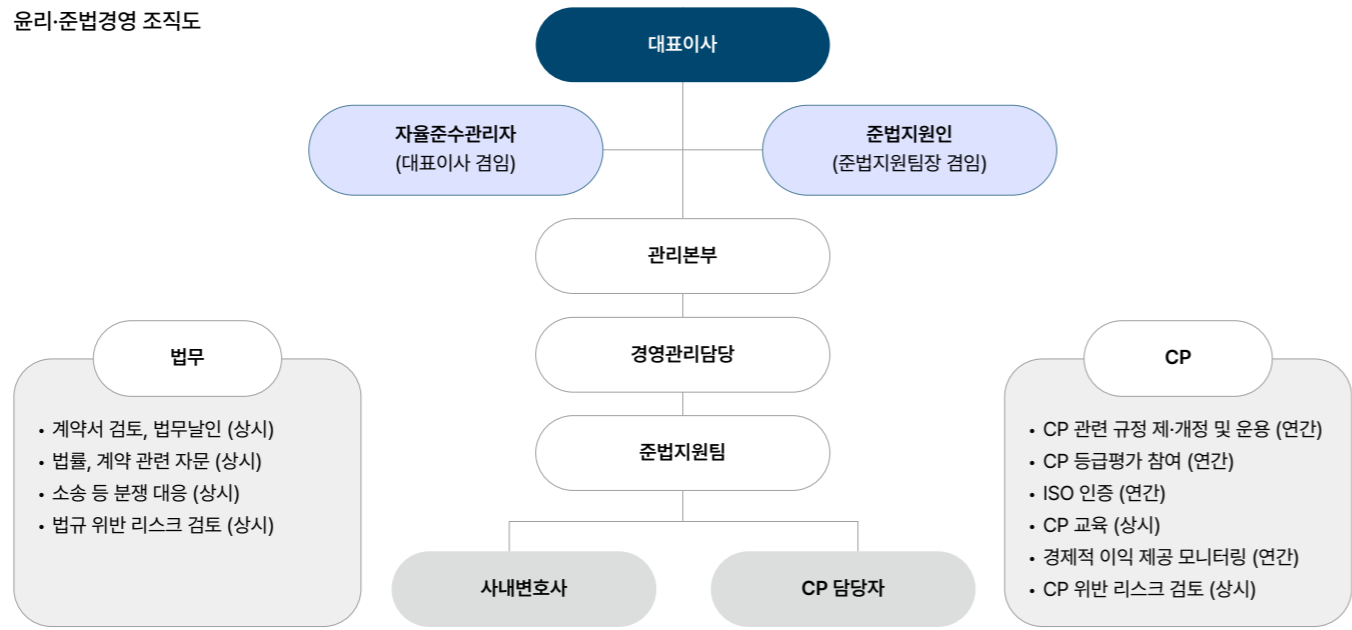 윤리·준법경영 조직도
대표이사
자율준수관리자
(대표이사 겸임)
준법지원인
(준법지원팀장 겸임)
관리본부
경영관리담당
준법지원팀
사내변호사
CP 담당자
법무
• 계약서 검토, 법무날인 (상시)
• 법률, 계약 관련 자문 (상시)
• 소송 등 분쟁 대응 (상시)
• 법규 위반 리스크 검토 (상시)
CP
• CP 관련 규정 제·개정 및 운용 (연간)
• CP 등급평가 참여 (연간)
• ISO 인증 (연간)
• CP 교육 (상시)
• 경제적 이익 제공 모니터링 (연간)
• CP 위반 리스크 검토 (상시)